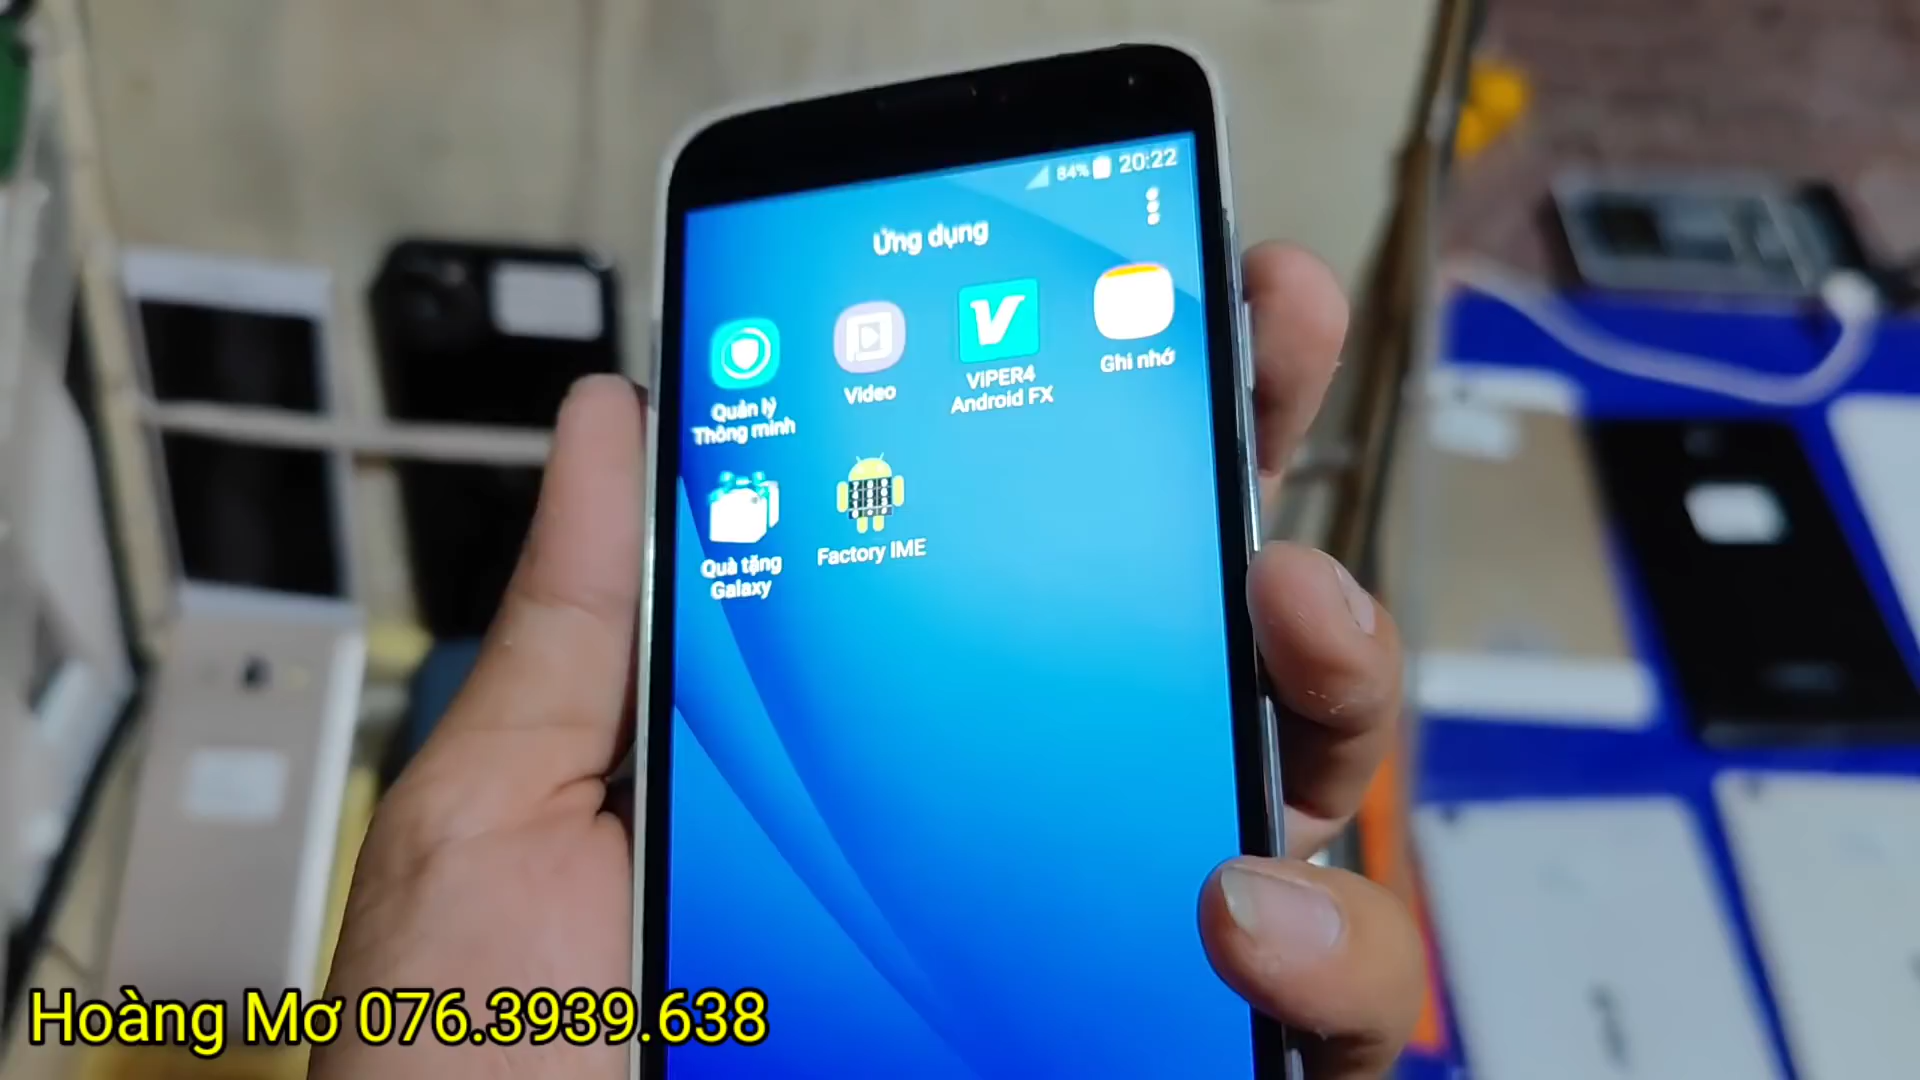 84% 20:22
Ứng dụng
Quản lý
Thông minh
Video
ViPER4
Android FX
Ghi nhớ
Quà tặng
Galaxy
Factory IME
Hoàng Mơ 076.3939.638